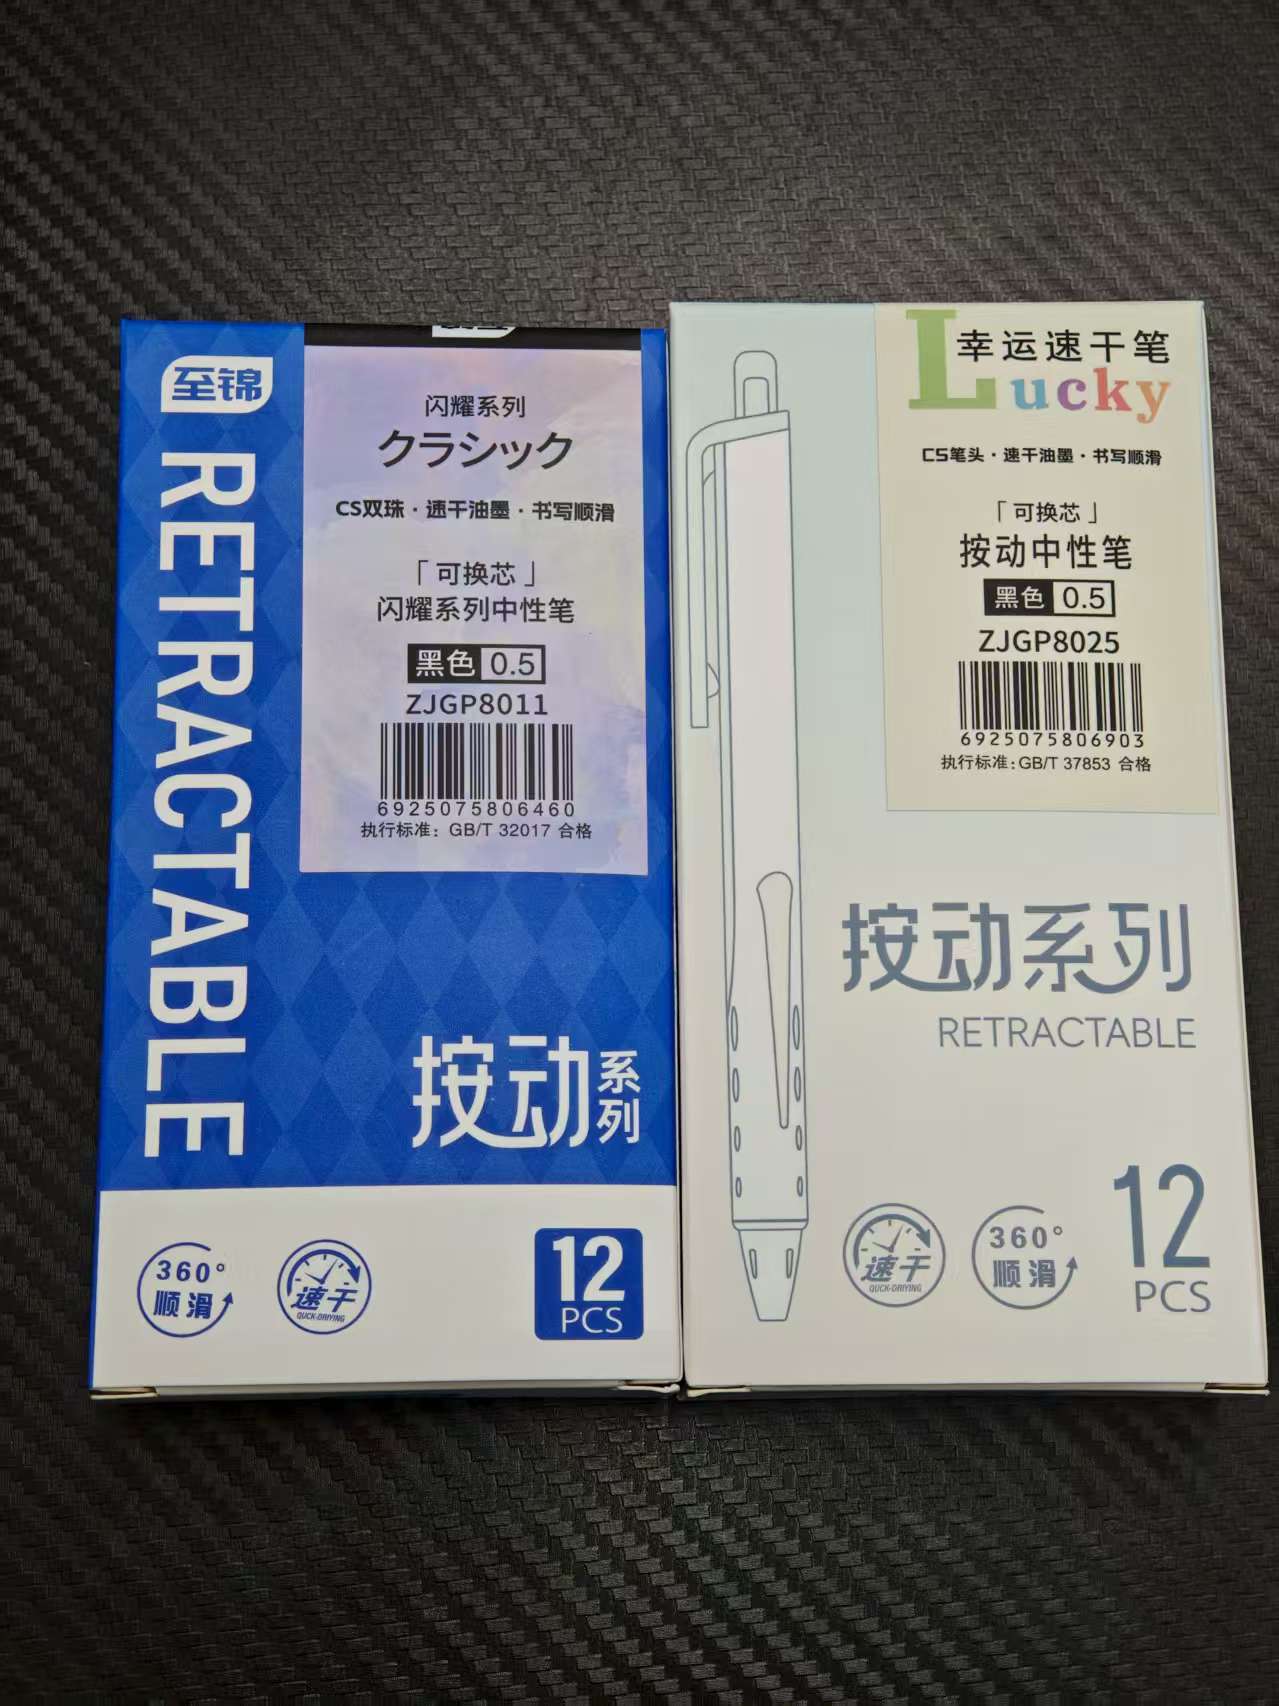 至锦
RETRACTABLE
闪耀系列
クラシック
CS双珠·速干油墨·书写顺滑
「可换芯」
闪耀系列中性笔
黑色 0.5
ZJGP8011
6925075806460
执行标准：GB/T 32017 合格
按动系列
360°
顺滑
速干
QUCK-DRIYING
12
PCS
幸运速干笔
Lucky
CS笔头·速干油墨·书写顺滑
「可换芯」
按动中性笔
黑色 0.5
ZJGP8025
6925075806903
执行标准：GB/T 37853 合格
按动系列
RETRACTABLE
速干
QUCK-DRIYING
360°
顺滑
12
PCS